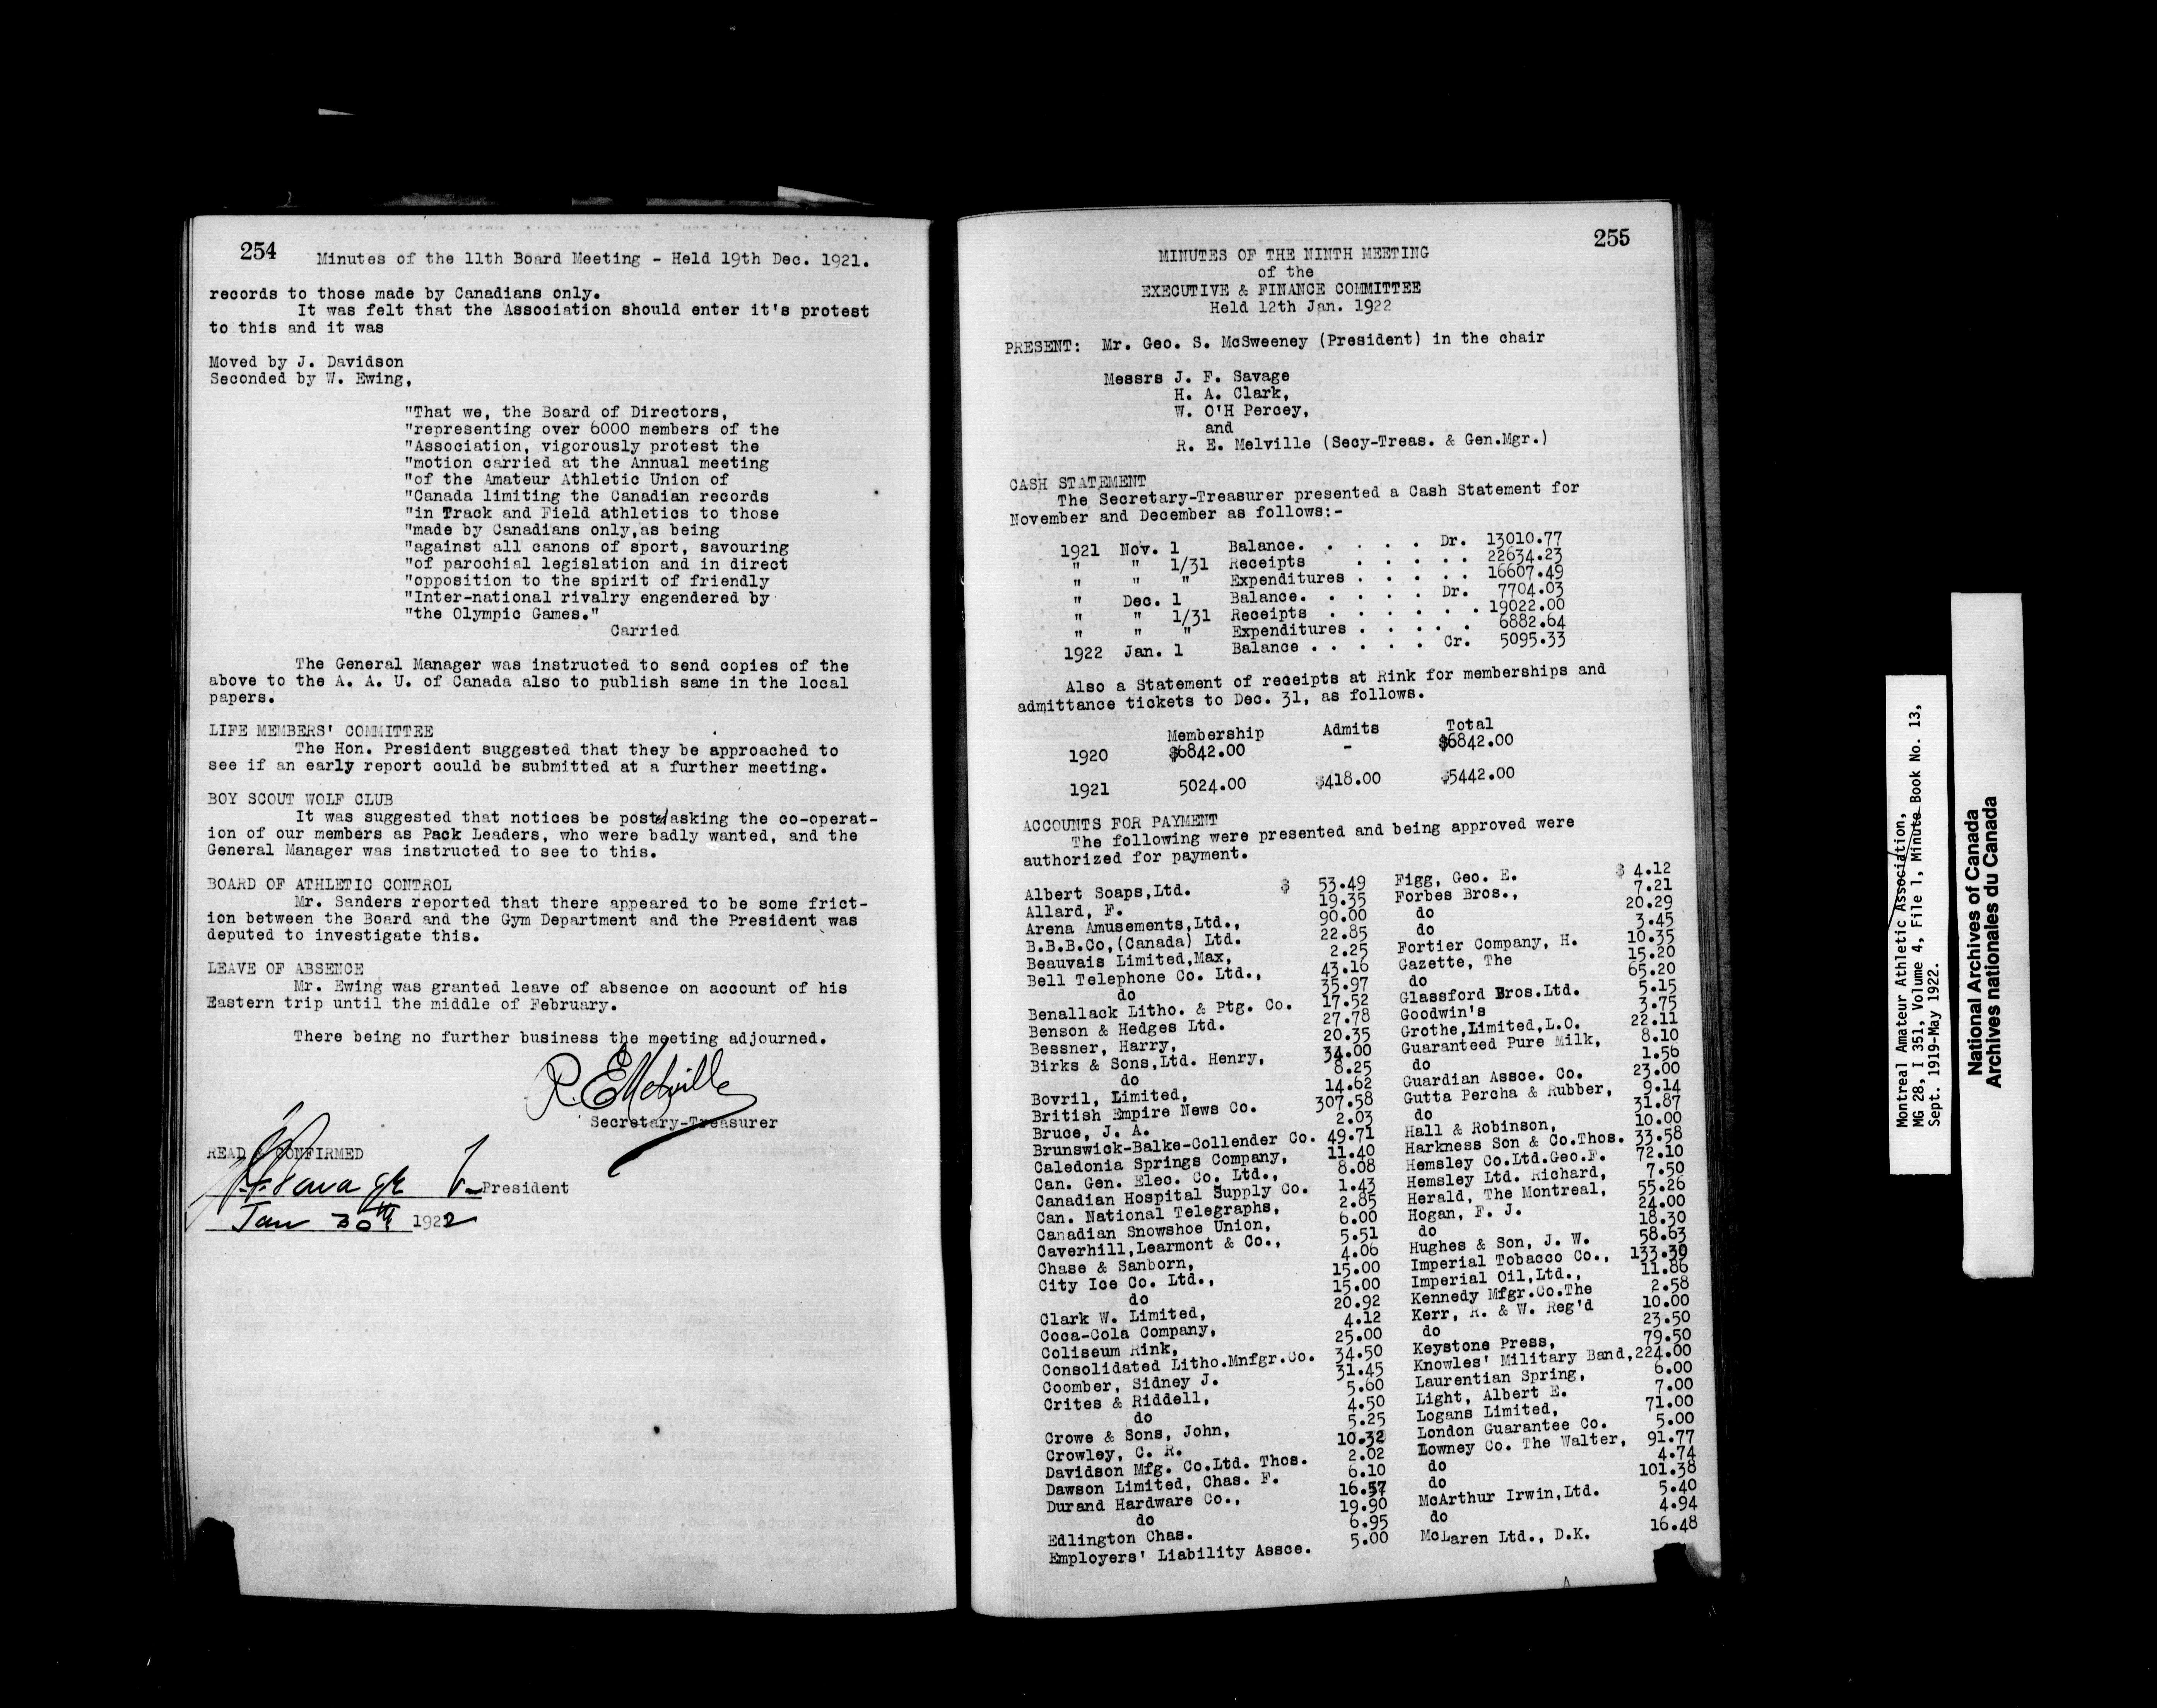 254
Minutes of the 11th Board Meeting - Held 19th Dec. 1921.
records to those made by Canadians only.
It was felt that the Association should enter it's protest
to this and it was
Moved by J. Davidson
Seconded by W. Ewing,
"That we, the Board of Directors,
"representing over 6000 members of the
"Association, vigorously protest the
"motion carried at the Annual meeting
"of the Amateur Athletic Union of
"Canada limiting the Canadian records
"in Track and Field athletics to those
"made by Canadians only,as being
"against all canons of sport, savouring
"of parochial legislation and in direct
"opposition to the spirit of friendly
"Inter-national rivalry engendered by
"the Olympic Games."
Carried
The General Manager was instructed to send copies of the
above to the A. A. U. of Canada also to publish same in the local
papers.
LIFE MEMBERS' COMMITTEE
The Hon. President suggested that they be approached to
see if an early report could be submitted at a further meeting.
BOY SCOUT WOLF CLUB
It was suggested that notices be posted asking the co-operat-
ion of our members as Pack Leaders, who were badly wanted, and the
General Manager was instructed to see to this.
BOARD OF ATHLETIC CONTROL
Mr. Sanders reported that there appeared to be some frict-
ion between the Board and the Gym Department and the President was
deputed to investigate this.
LEAVE OF ABSENCE
Mr. Ewing was granted leave of absence on account of his
Eastern trip until the middle of February.
There being no further business the meeting adjourned.
R. E Melville
Secretary-Treasurer
READ & CONFIRMED
J.F. Savage V-President
Jan 30th 1922
255
MINUTES OF THE NINTH MEETING
of the
EXECUTIVE & FINANCE COMMITTEE
Held 12th Jan. 1922
PRESENT: Mr. Geo. S. McSweeney (President) in the chair
Messrs J. F. Savage
H. A. Clark,
W. O'H Percey,
and
R. E. Melville (Secy-Treas. & Gen.Mgr.)
CASH STATEMENT
The Secretary-Treasurer presented a Cash Statement for
November and December as follows:-
1921 Nov. 1 Balance. . . . . Dr. 13010.77
" " 1/31 Receipts . . . . . 22634.23
" " " Expenditures . . . . . 16607.49
" Dec. 1 Balance. . . . . Dr. 7704.03
" " 1/31 Receipts . . . . . . 19022.00
" " " Expenditures . . . . . 6882.64
1922 Jan. 1 Balance . . . . . Cr. 5095.33
Also a Statement of receipts at Rink for memberships and
admittance tickets to Dec. 31, as follows.
Membership Admits Total
1920 $6842.00 - $6842.00
1921 5024.00 $418.00 $5442.00
ACCOUNTS FOR PAYMENT
The following were presented and being approved were
authorized for payment.
Albert Soaps,Ltd. $ 53.49 Figg, Geo. E. $ 4.12
Allard, F. 19.35 Forbes Bros., 7.21
Arena Amusements,Ltd., 90.00 do 20.29
B.B.B.Co,(Canada) Ltd. 22.85 do 3.45
Beauvais Limited,Max, 2.25 Fortier Company, H. 10.35
Bell Telephone Co. Ltd., 43.16 Gazette, The 15.20
do 35.97 do 65.20
Benallack Litho. & Ptg. Co. 17.52 Glassford Bros.Ltd. 5.15
Benson & Hedges Ltd. 27.78 Goodwin's 3.75
Bessner, Harry, 20.35 Grothe,Limited,L.O. 22.11
Birks & Sons,Ltd. Henry, 34.00 Guaranteed Pure Milk, 8.10
do 8.25 do 1.56
Bovril, Limited, 14.62 Guardian Assce. Co. 23.00
British Empire News Co. 307.58 Gutta Percha & Rubber, 9.14
Bruce, J. A. 2.03 do 31.87
Brunswick-Balke-Collender Co. 49.71 Hall & Robinson, 10.00
Caledonia Springs Company, 11.40 Harkness Son & Co.Thos. 33.58
Can. Gen. Elec. Co. Ltd., 8.08 Hemsley Co.Ltd.Geo.F. 72.10
Canadian Hospital Supply Co. 1.43 Hemsley Ltd. Richard, 7.50
Can. National Telegraphs, 2.85 Herald, The Montreal, 55.26
Canadian Snowshoe Union, 6.00 Hogan, F. J. 24.00
Caverhill,Learmont & Co., 5.51 do 18.30
Chase & Sanborn, 4.06 Hughes & Son, J. W. 58.63
City Ice Co. Ltd., 15.00 Imperial Tobacco Co., 133.39
do 15.00 Imperial Oil,Ltd., 11.86
Clark W. Limited, 20.92 Kennedy Mfgr.Co.The 2.58
Coca-Cola Company, 4.12 Kerr, R. & W. Reg'd 10.00
Coliseum Rink, 25.00 do 23.50
Consolidated Litho.Mnfgr.Co. 34.50 Keystone Press, 79.50
Coomber, Sidney J. 31.45 Knowles' Military Band,224.00
Crites & Riddell, 5.60 Laurentian Spring, 6.00
do 4.50 Light, Albert E. 7.00
Crowe & Sons, John, 5.25 Logans Limited, 71.00
Crowley, C. R. 10.32 London Guarantee Co. 5.00
Davidson Mfg. Co.Ltd. Thos. 2.02 Lowney Co. The Walter, 91.77
Dawson Limited, Chas. F. 6.10 do 4.74
Durand Hardware Co., 16.57 do 101.38
do 19.90 McArthur Irwin,Ltd. 5.40
Edlington Chas. 6.95 do 4.94
Employers' Liability Assce. 5.00 McLaren Ltd., D.K. 16.48
Montreal Amateur Athletic Association,
MG 28, I 351, Volume 4, File 1, Minute Book No. 13,
Sept. 1919-May 1922.
National Archives of Canada
Archives nationales du Canada